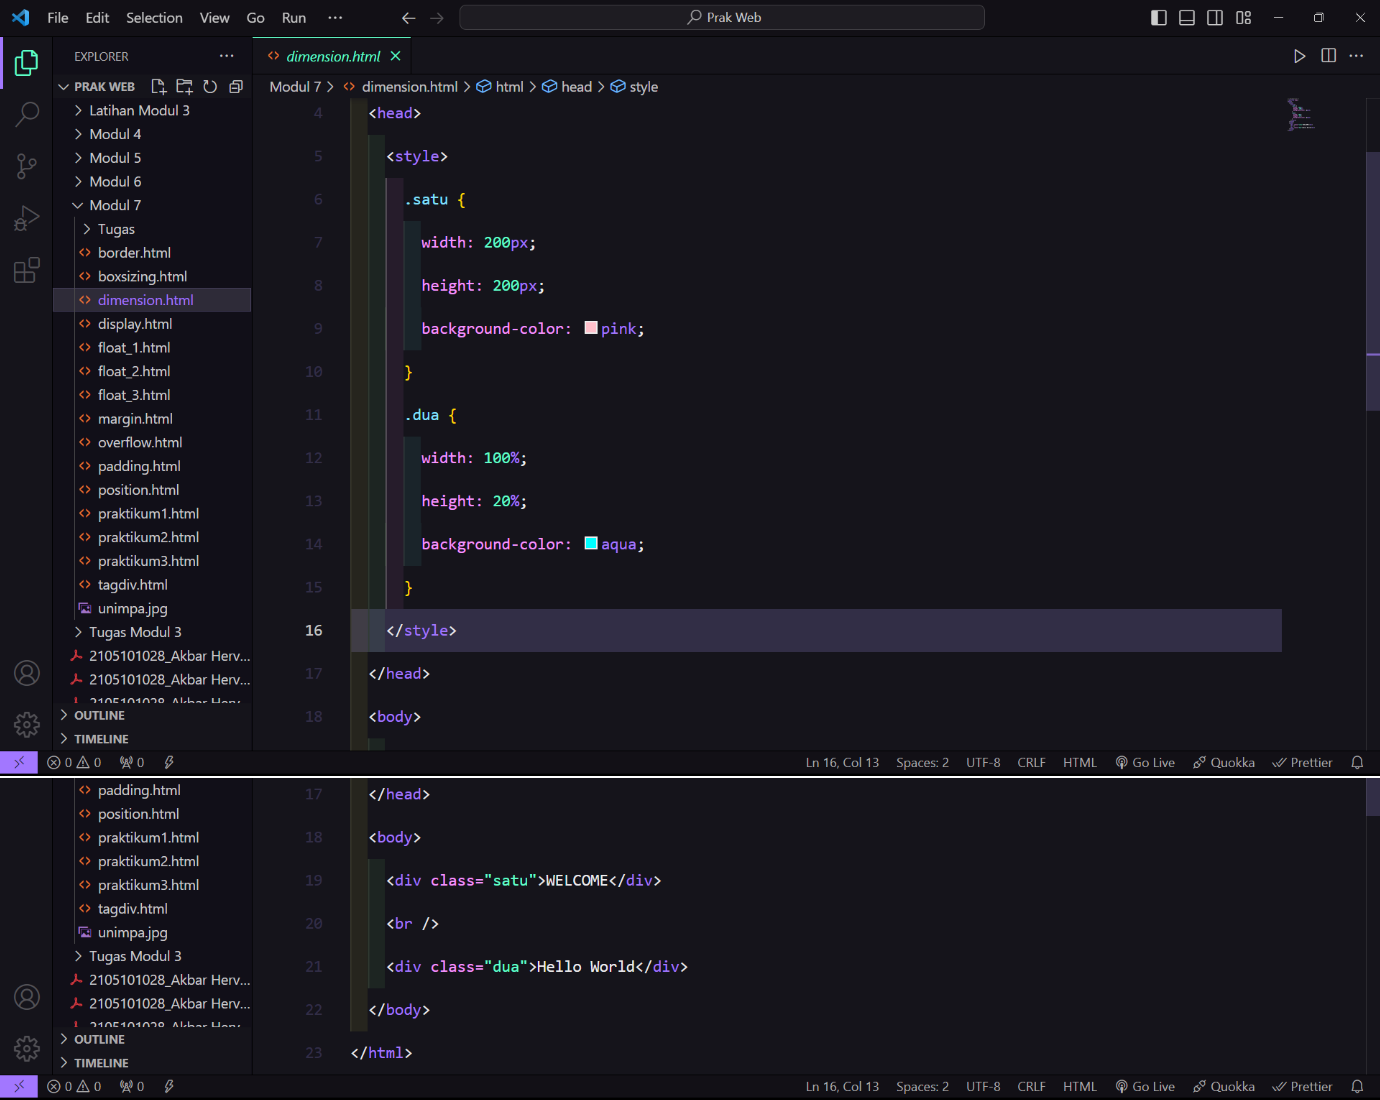 File Edit Selection View Go Run ··· Prak Web
EXPLORER ··· dimension.html
PRAK WEB Modul 7 > dimension.html > html > head > style
Latihan Modul 3
Modul 4
Modul 5
Modul 6
Modul 7
Tugas
border.html
boxsizing.html
dimension.html
display.html
float_1.html
float_2.html
float_3.html
margin.html
overflow.html
padding.html
position.html
praktikum1.html
praktikum2.html
praktikum3.html
tagdiv.html
unimpa.jpg
Tugas Modul 3
2105101028_Akbar Herv...
2105101028_Akbar Herv...
2105101028_Akbar Herv...
OUTLINE
TIMELINE
4 <head>
5 <style>
6 .satu {
7 width: 200px;
8 height: 200px;
9 background-color: pink;
10 }
11 .dua {
12 width: 100%;
13 height: 20%;
14 background-color: aqua;
15 }
16 </style>
17 </head>
18 <body>
0 0 0 Ln 16, Col 13 Spaces: 2 UTF-8 CRLF HTML Go Live Quokka Prettier
padding.html
position.html
praktikum1.html
praktikum2.html
praktikum3.html
tagdiv.html
unimpa.jpg
Tugas Modul 3
2105101028_Akbar Herv...
2105101028_Akbar Herv...
2105101028_Akbar Herv...
OUTLINE
TIMELINE
17 </head>
18 <body>
19 <div class="satu">WELCOME</div>
20 <br />
21 <div class="dua">Hello World</div>
22 </body>
23 </html>
0 0 0 Ln 16, Col 13 Spaces: 2 UTF-8 CRLF HTML Go Live Quokka Prettier